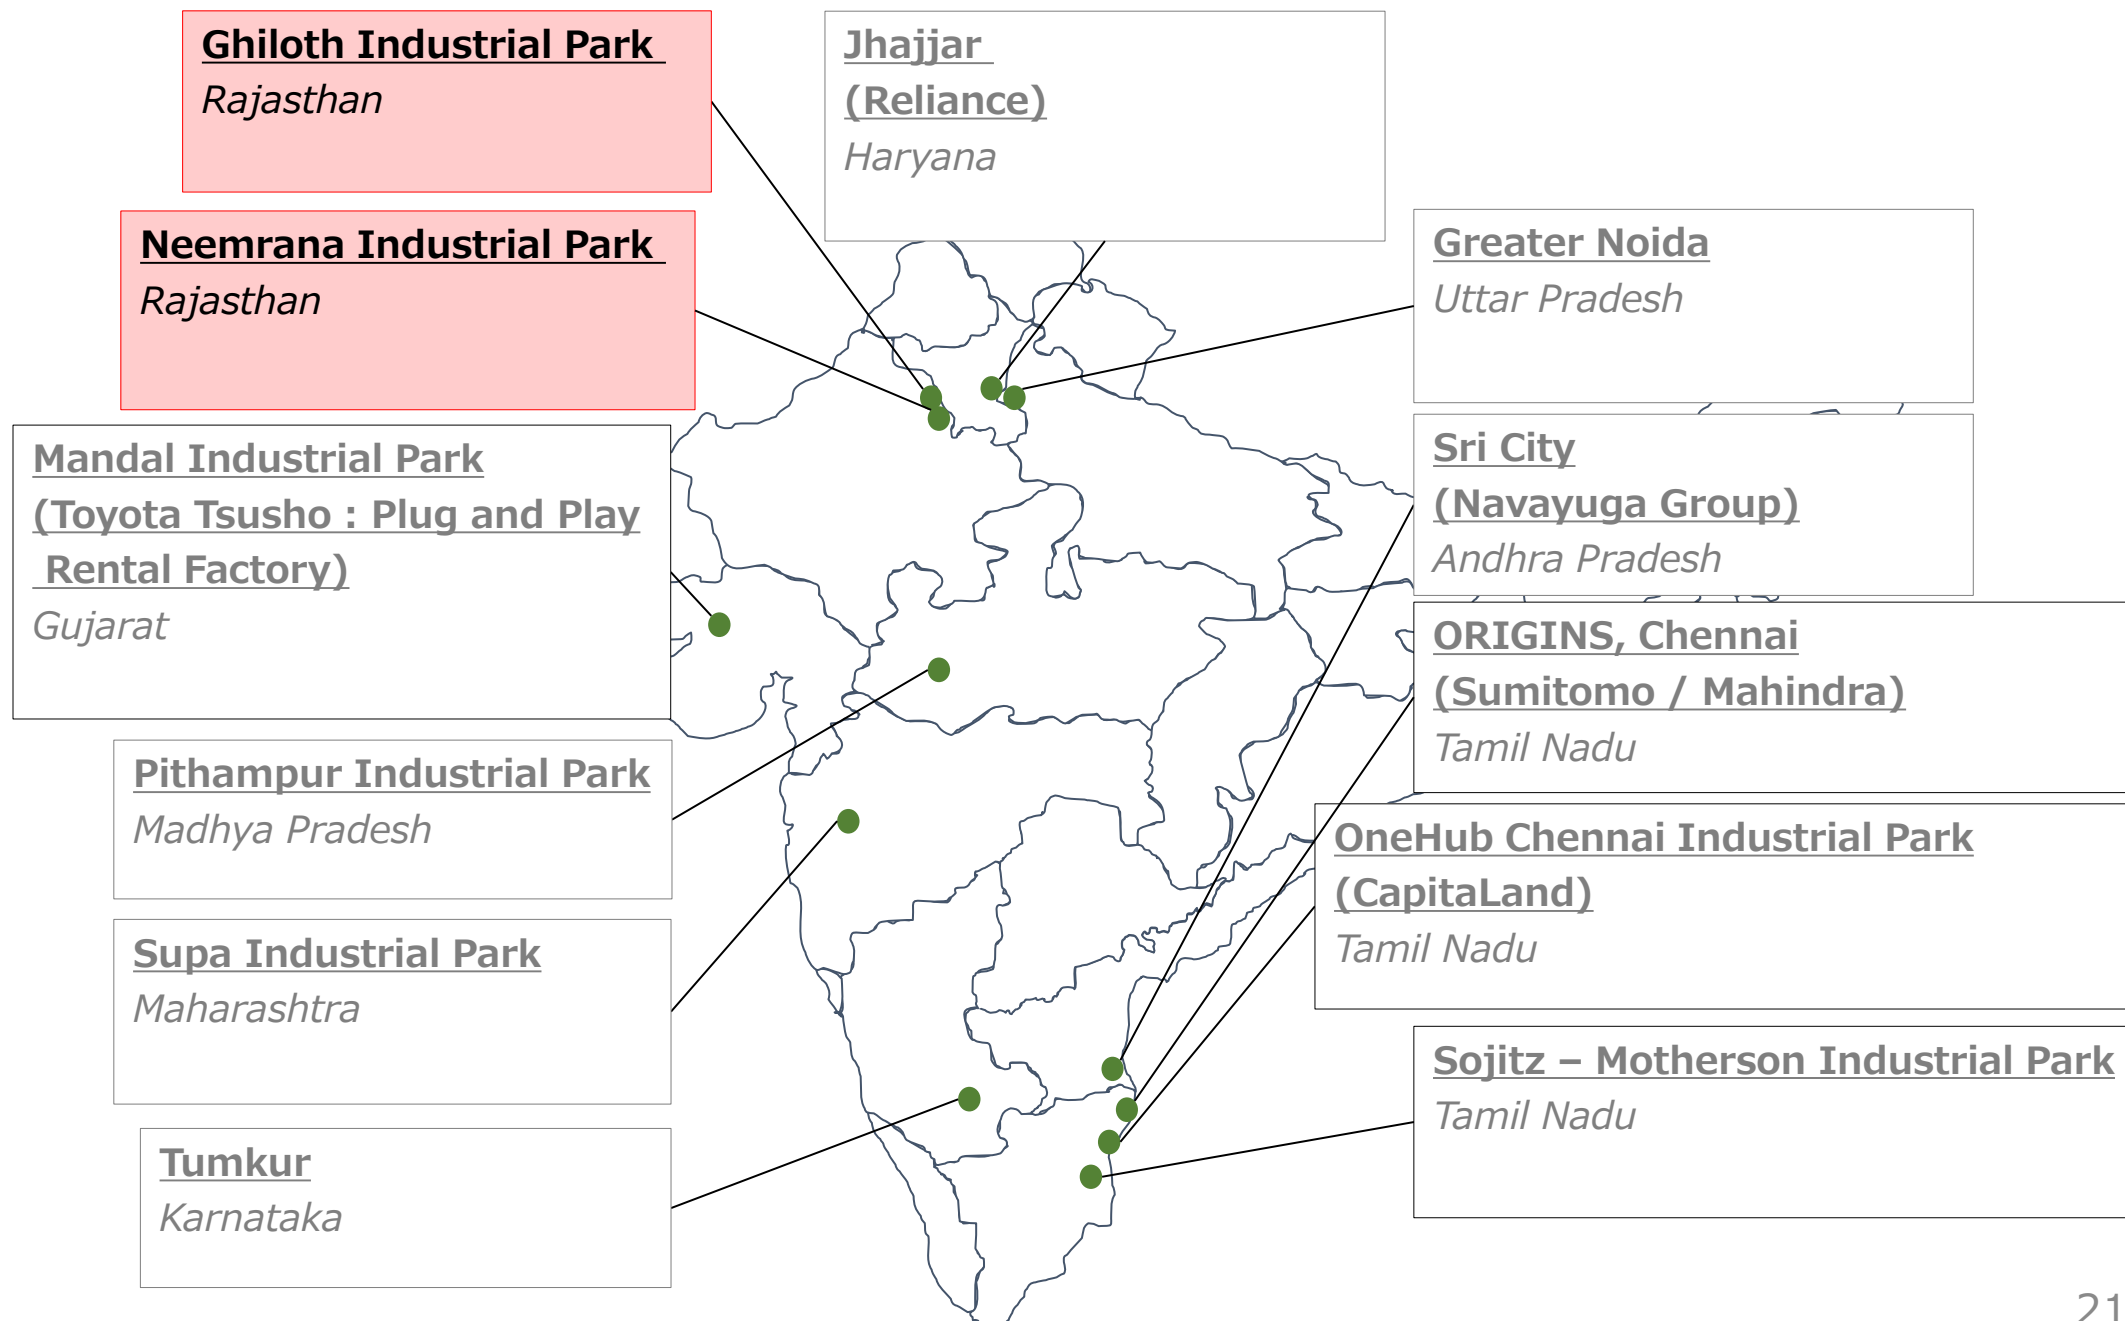 Ghiloth Industrial Park
Rajasthan
Jhajjar
(Reliance)
Haryana
Neemrana Industrial Park
Rajasthan
Greater Noida
Uttar Pradesh
Mandal Industrial Park
(Toyota Tsusho : Plug and Play
Rental Factory)
Gujarat
Sri City
(Navayuga Group)
Andhra Pradesh
ORIGINS, Chennai
(Sumitomo / Mahindra)
Tamil Nadu
Pithampur Industrial Park
Madhya Pradesh
OneHub Chennai Industrial Park
(CapitaLand)
Tamil Nadu
Supa Industrial Park
Maharashtra
Sojitz – Motherson Industrial Park
Tamil Nadu
Tumkur
Karnataka
21